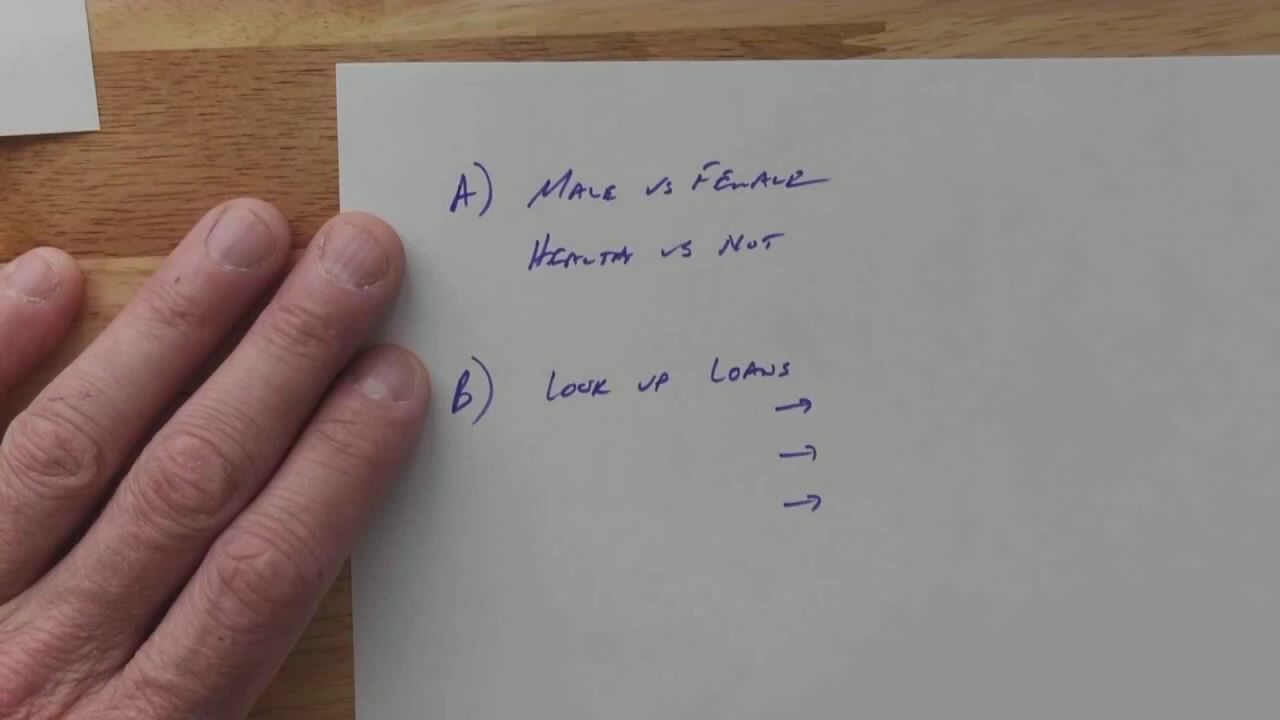 A) MALE VS FEMALE
HEALTHY VS NOT
B) LOOK UP LOANS
→
→
→